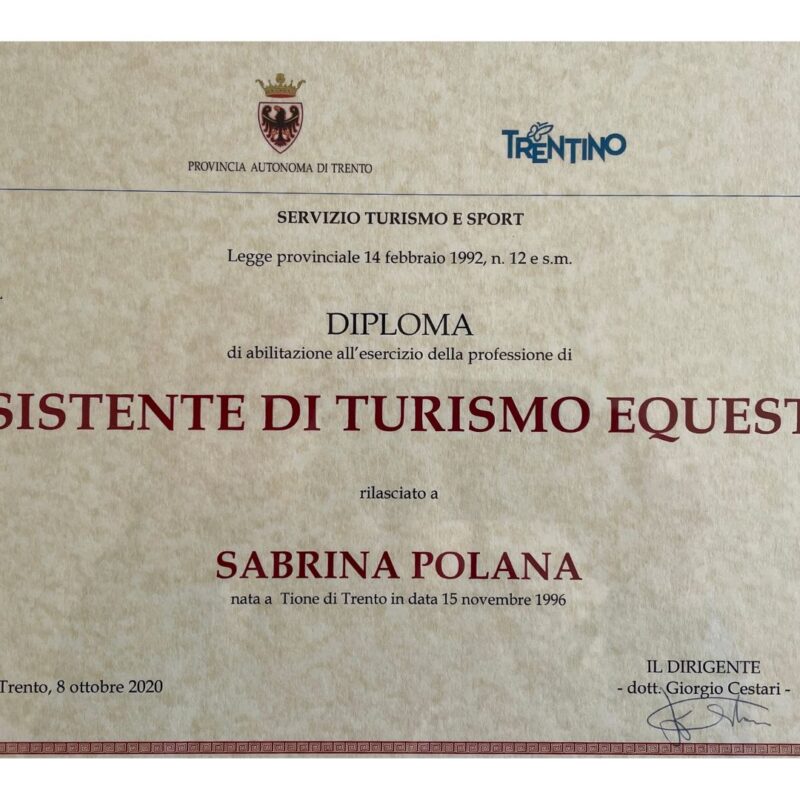 PROVINCIA AUTONOMA DI TRENTO
TRENTINO
SERVIZIO TURISMO E SPORT
Legge provinciale 14 febbraio 1992, n. 12 e s.m.
DIPLOMA
di abilitazione all'esercizio della professione di
SISTENTE DI TURISMO EQUEST
rilasciato a
SABRINA POLANA
nata a Tione di Trento in data 15 novembre 1996
Trento, 8 ottobre 2020
IL DIRIGENTE
- dott. Giorgio Cestari -